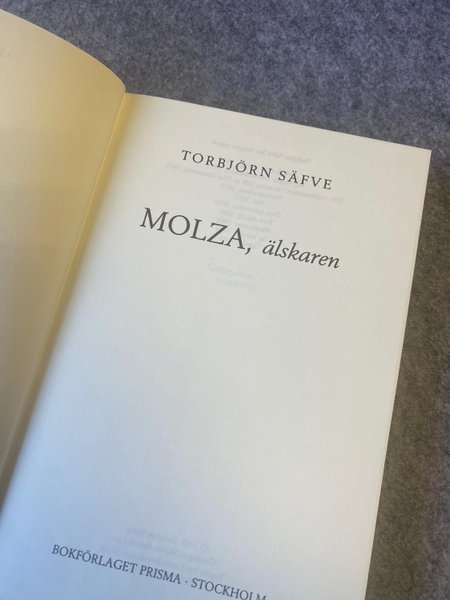 TORBJÖRN SÄFVE
MOLZA, älskaren
BOKFÖRLAGET PRISMA · STOCKHOLM